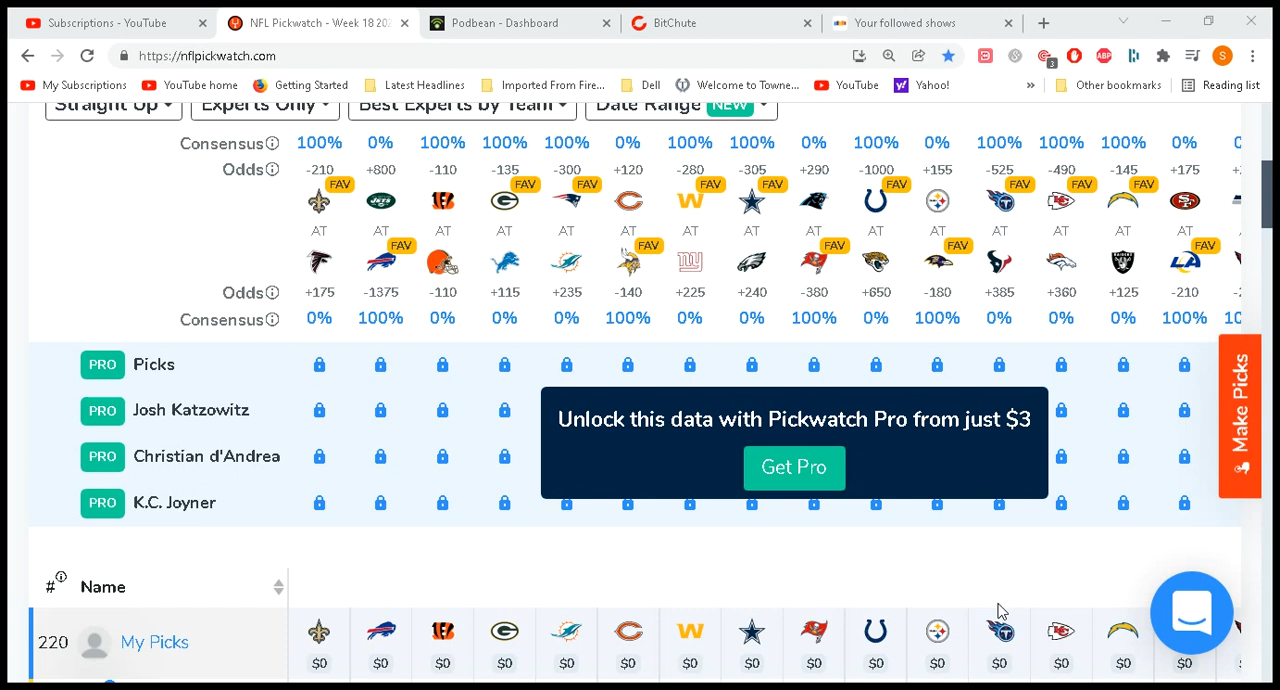 Subscriptions - YouTube
NFL Pickwatch - Week 18 202
Podbean - Dashboard
BitChute
Your followed shows
https://nflpickwatch.com
3
ABP
S
My Subscriptions
YouTube home
Getting Started
Latest Headlines
Imported From Fire...
Dell
Welcome to Towne...
YouTube
Yahoo!
»
Other bookmarks
Reading list
Straight Up
Experts Only
Best Experts by Team
Date Range NEW
Consensus 100% 0% 100% 100% 100% 0% 100% 100% 0% 100% 0% 100% 100% 100% 0%
Odds -210 +800 -110 -135 -300 +120 -280 -305 +290 -1000 +155 -525 -490 -145 +175
FAV FAV FAV FAV FAV FAV FAV FAV FAV
JETS W
AT AT AT AT AT AT AT AT AT AT AT AT AT AT AT
FAV FAV FAV FAV FAV
ny RAIDERS
Odds +175 -1375 -110 +115 +235 -140 +225 +240 -380 +650 -180 +385 +360 +125 -210
Consensus 0% 100% 0% 0% 0% 100% 0% 0% 100% 0% 100% 0% 0% 0% 100%
PRO Picks
PRO Josh Katzowitz
PRO Christian d'Andrea
PRO K.C. Joyner
Unlock this data with Pickwatch Pro from just $3
Get Pro
Make Picks
# Name
220 My Picks
$0 $0 $0 $0 $0 $0 $0 $0 $0 $0 $0 $0 $0 $0 $0